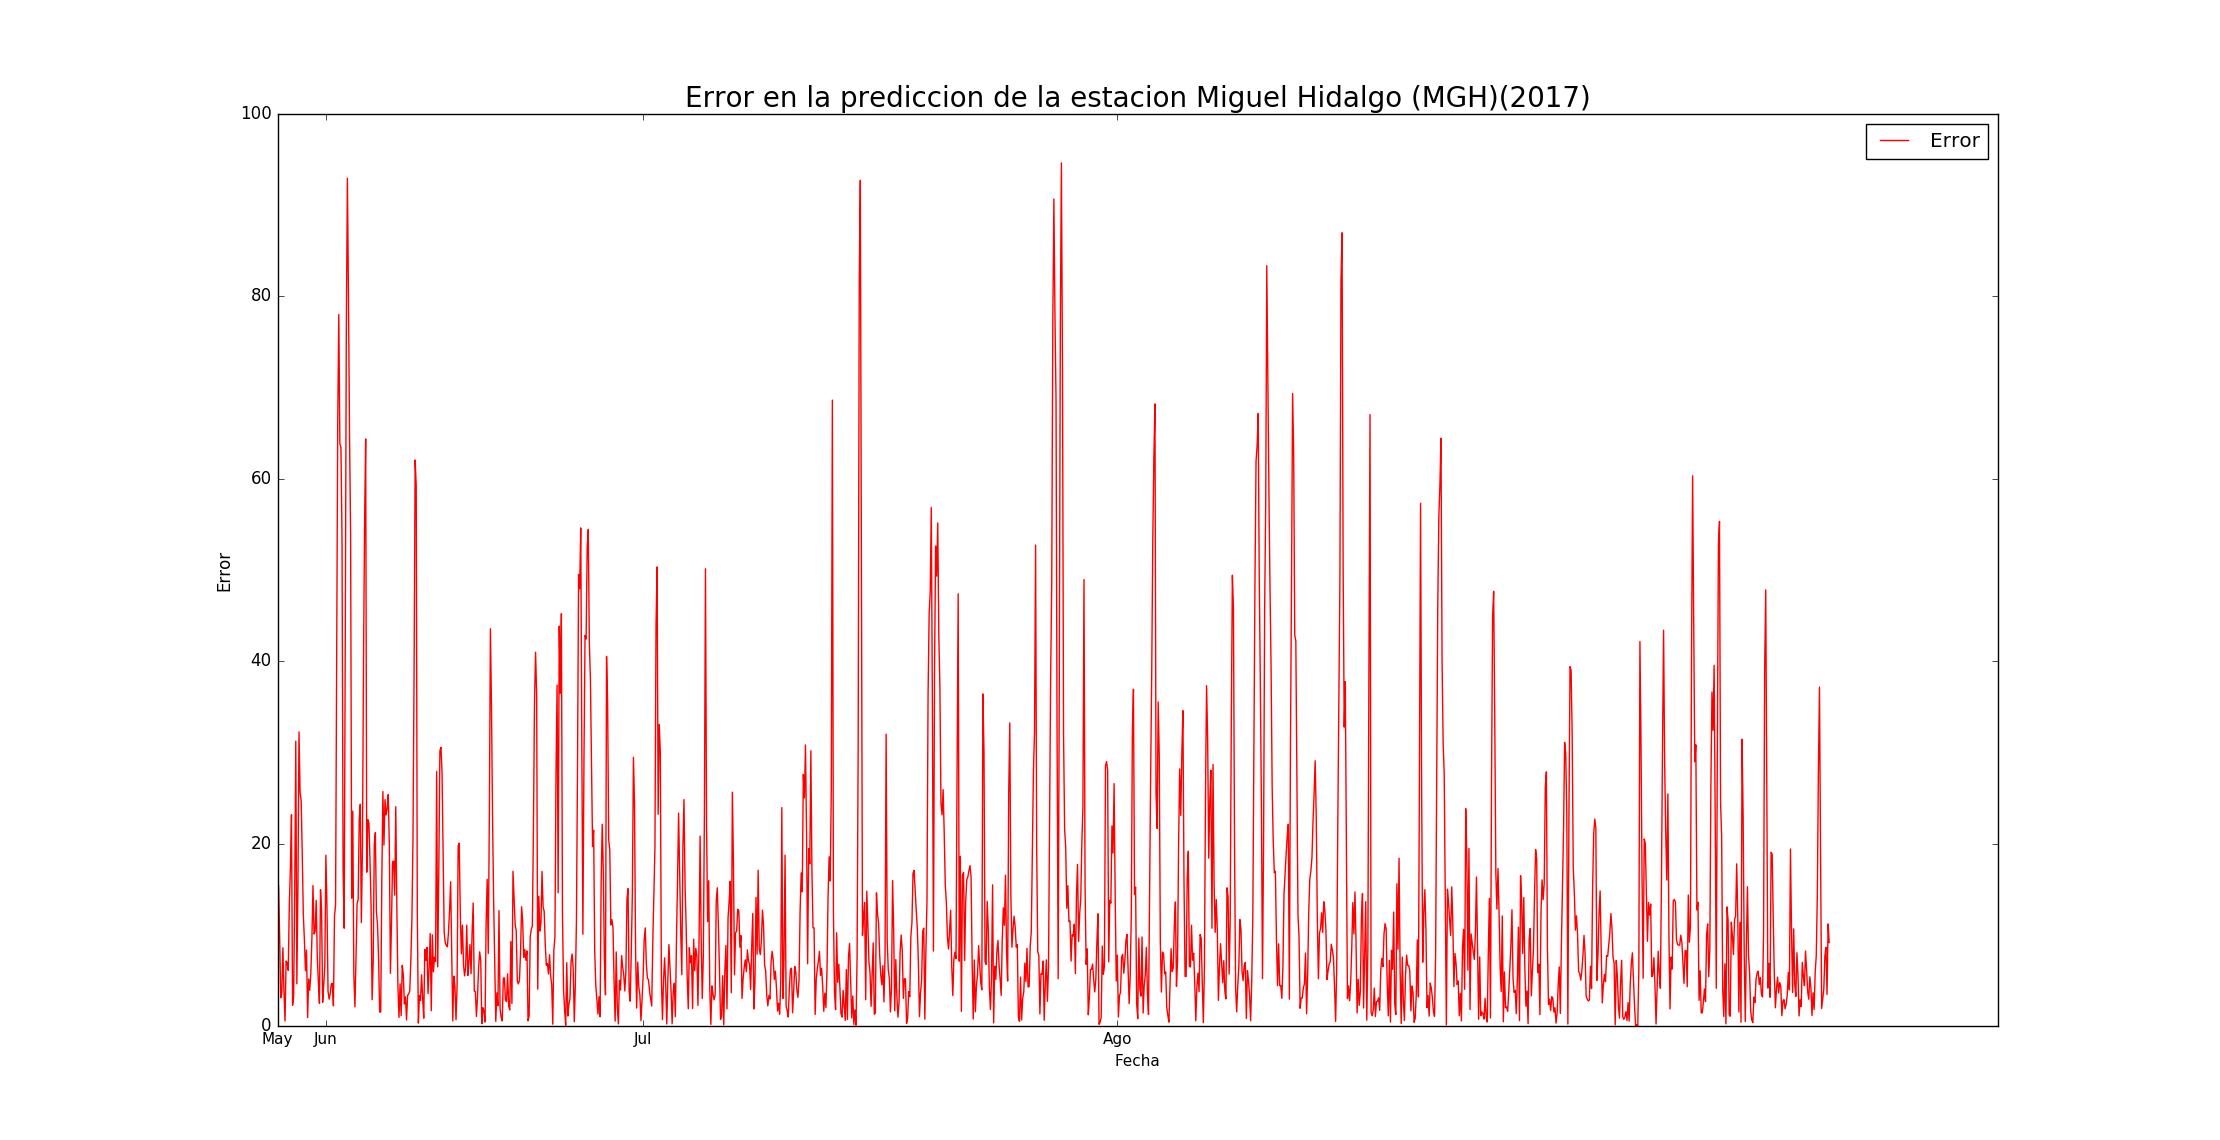 Error en la prediccion de la estacion Miguel Hidalgo (MGH)(2017)
Error
100
80
60
40
20
0
Error
May Jun Jul Ago
Fecha